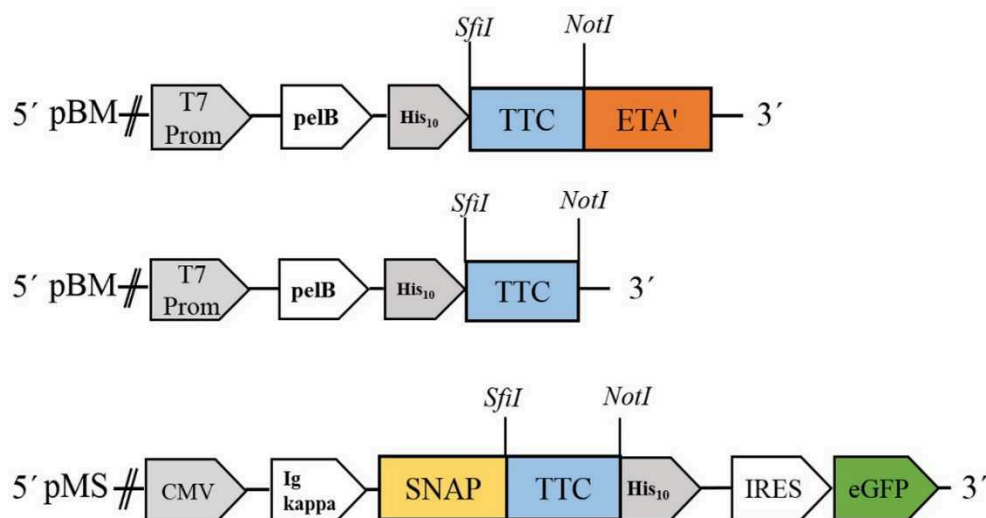 SfiI NotI
5´ pBM T7 Prom pelB His10 TTC ETA' 3´
SfiI NotI
5´ pBM T7 Prom pelB His10 TTC 3´
SfiI NotI
5´ pMS CMV Ig kappa SNAP TTC His10 IRES eGFP 3´